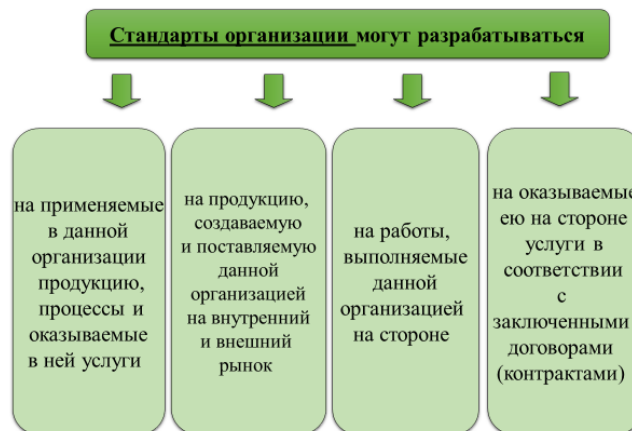 Стандарты организации могут разрабатываться
на применяемые
в данной
организации
продукцию,
процессы и
оказываемые
в ней услуги
на продукцию,
создаваемую
и поставляемую
данной
организацией
на внутренний
и внешний
рынок
на работы,
выполняемые
данной
организацией
на стороне
на оказываемые
ею на стороне
услуги в
соответствии
с
заключенными
договорами
(контрактами)